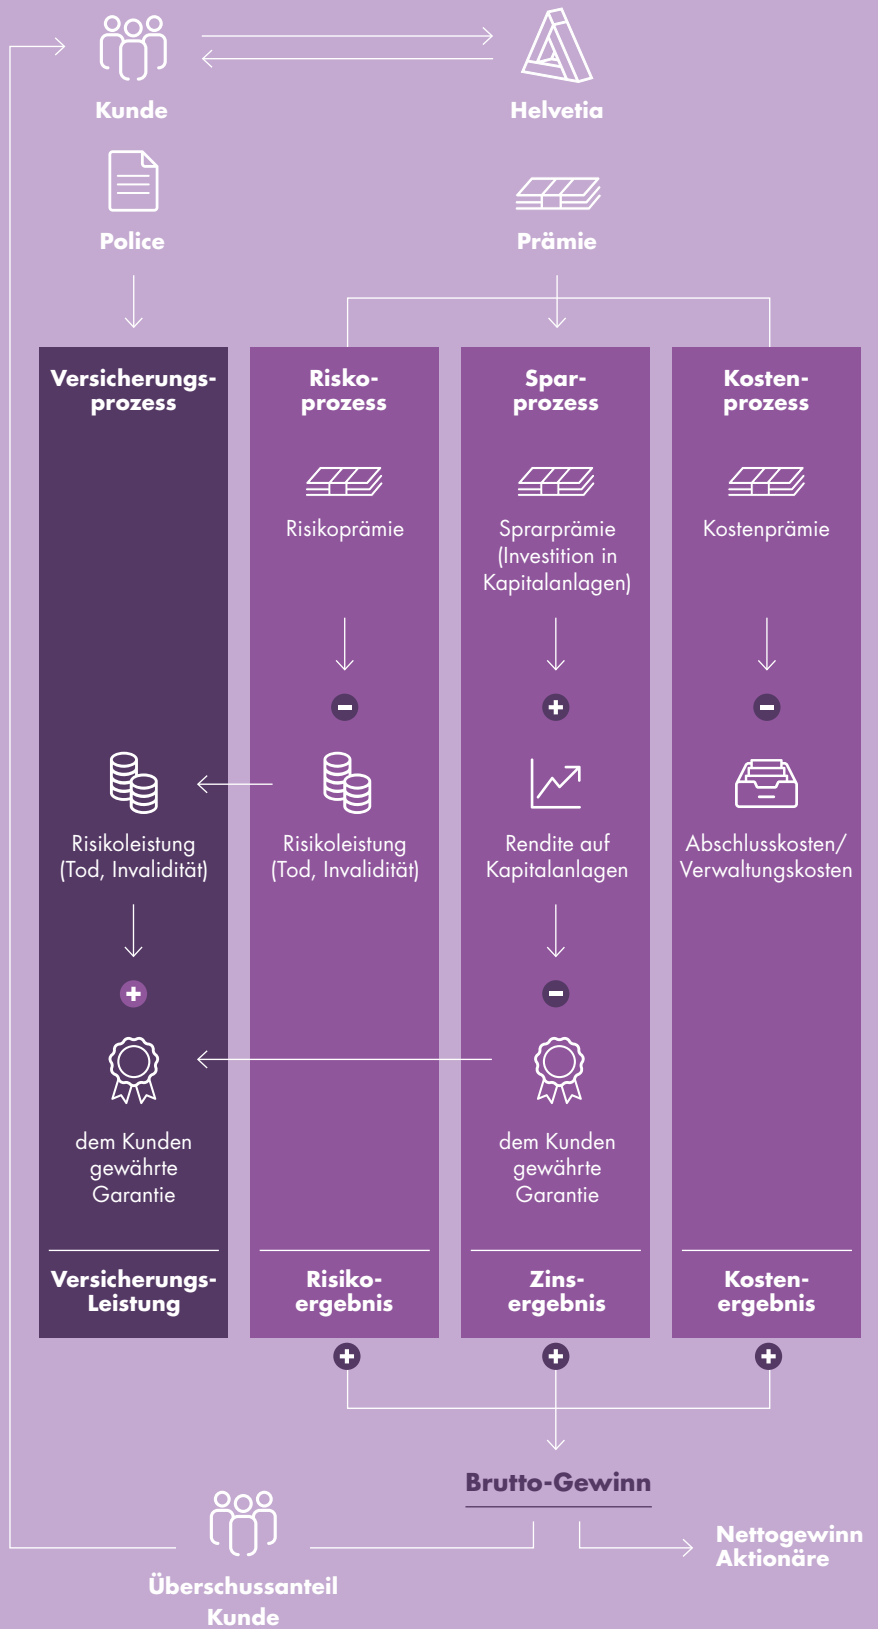 Kunde
Helvetia
Police
Prämie
Versicherungs-
prozess
Risko-
prozess
Spar-
prozess
Kosten-
prozess
Risikoprämie
Sprarprämie
(Investition in
Kapitalanlagen)
Kostenprämie
Risikoleistung
(Tod, Invalidität)
Risikoleistung
(Tod, Invalidität)
Rendite auf
Kapitalanlagen
Abschlusskosten/
Verwaltungskosten
dem Kunden
gewährte
Garantie
dem Kunden
gewährte
Garantie
Versicherungs-
Leistung
Risiko-
ergebnis
Zins-
ergebnis
Kosten-
ergebnis
Brutto-Gewinn
Nettogewinn
Aktionäre
Überschussanteil
Kunde